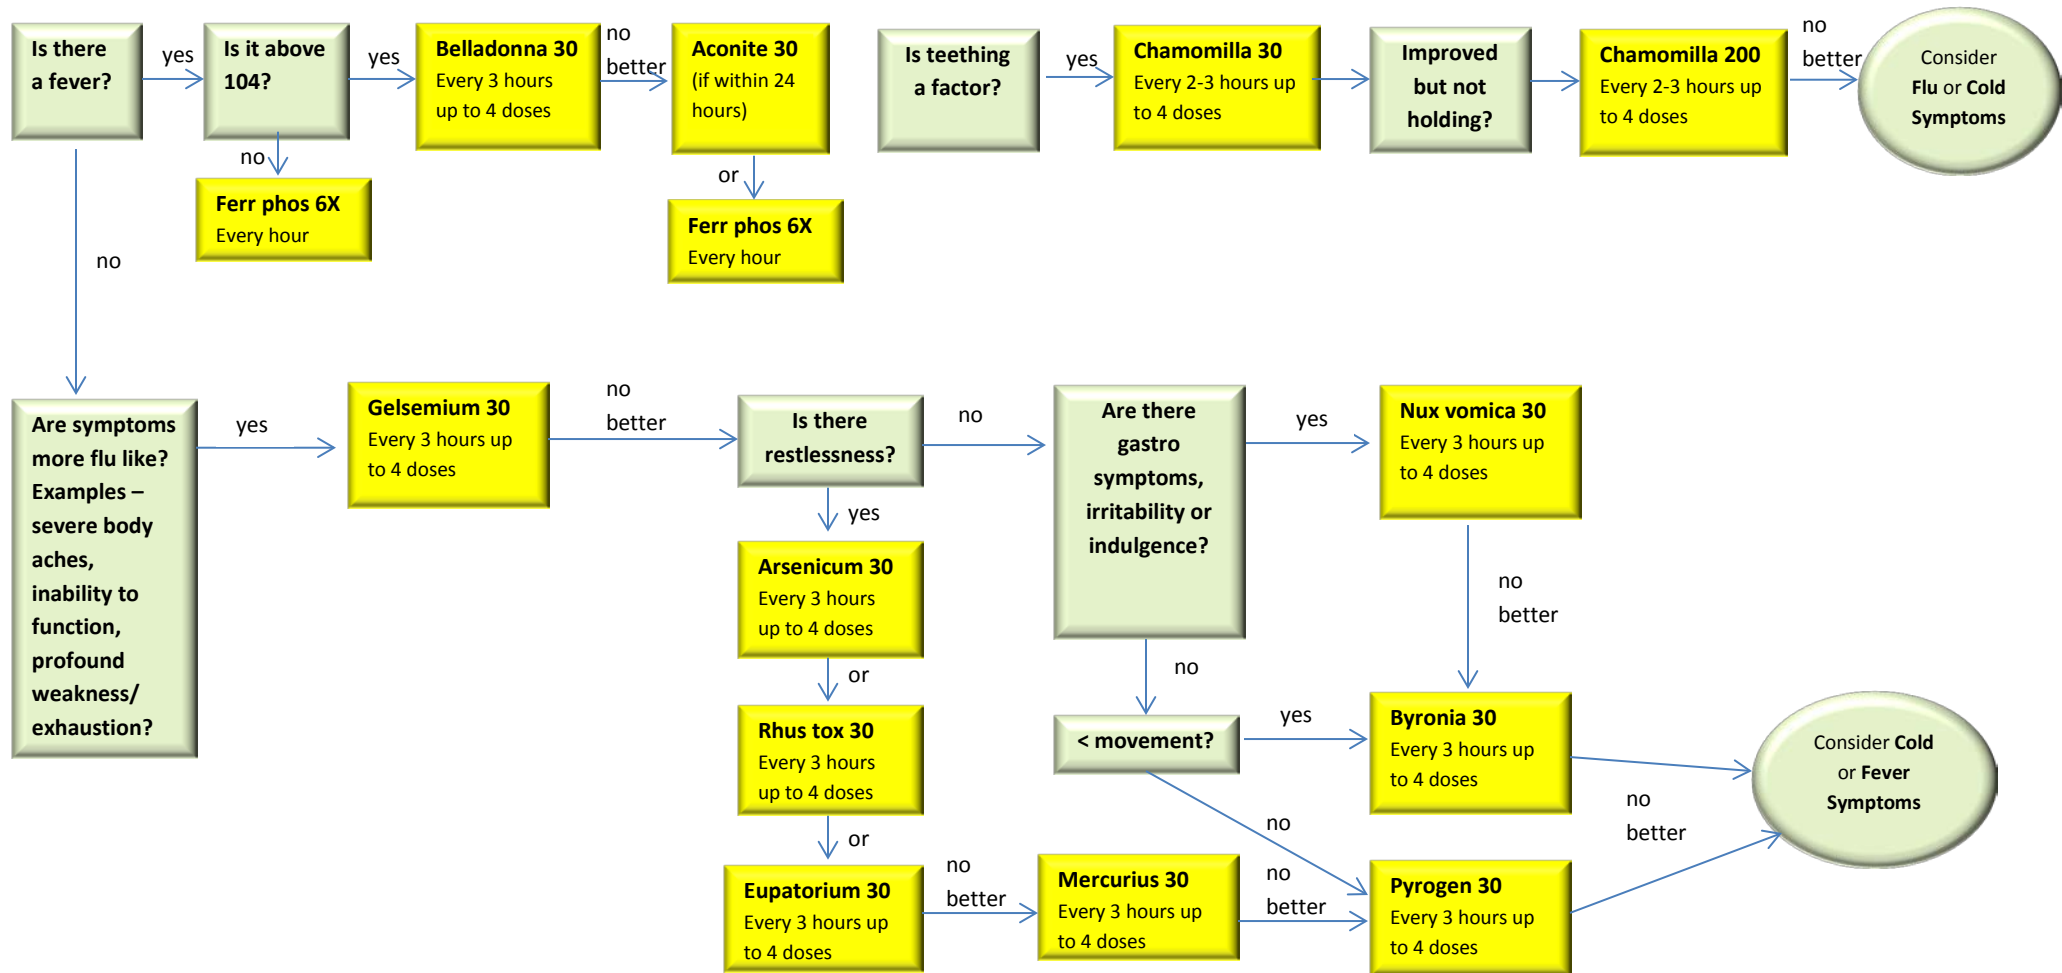 Is there
a fever?
yes
Is it above
104?
yes
Belladonna 30
Every 3 hours
up to 4 doses
no
better
Aconite 30
(if within 24
hours)
no
Ferr phos 6X
Every hour
or
Ferr phos 6X
Every hour
no
Is teething
a factor?
yes
Chamomilla 30
Every 2-3 hours up
to 4 doses
Improved
but not
holding?
Chamomilla 200
Every 2-3 hours up
to 4 doses
no
better
Consider
Flu or Cold
Symptoms
Are symptoms
more flu like?
Examples –
severe body
aches,
inability to
function,
profound
weakness/
exhaustion?
yes
Gelsemium 30
Every 3 hours up
to 4 doses
no
better
Is there
restlessness?
no
Are there
gastro
symptoms,
irritability or
indulgence?
yes
Nux vomica 30
Every 3 hours up
to 4 doses
yes
Arsenicum 30
Every 3 hours
up to 4 doses
or
Rhus tox 30
Every 3 hours
up to 4 doses
or
Eupatorium 30
Every 3 hours up
to 4 doses
no
better
Mercurius 30
Every 3 hours up
to 4 doses
no
better
Pyrogen 30
Every 3 hours up
to 4 doses
no
< movement?
yes
no
no
better
Byronia 30
Every 3 hours up
to 4 doses
no
better
Consider Cold
or Fever
Symptoms